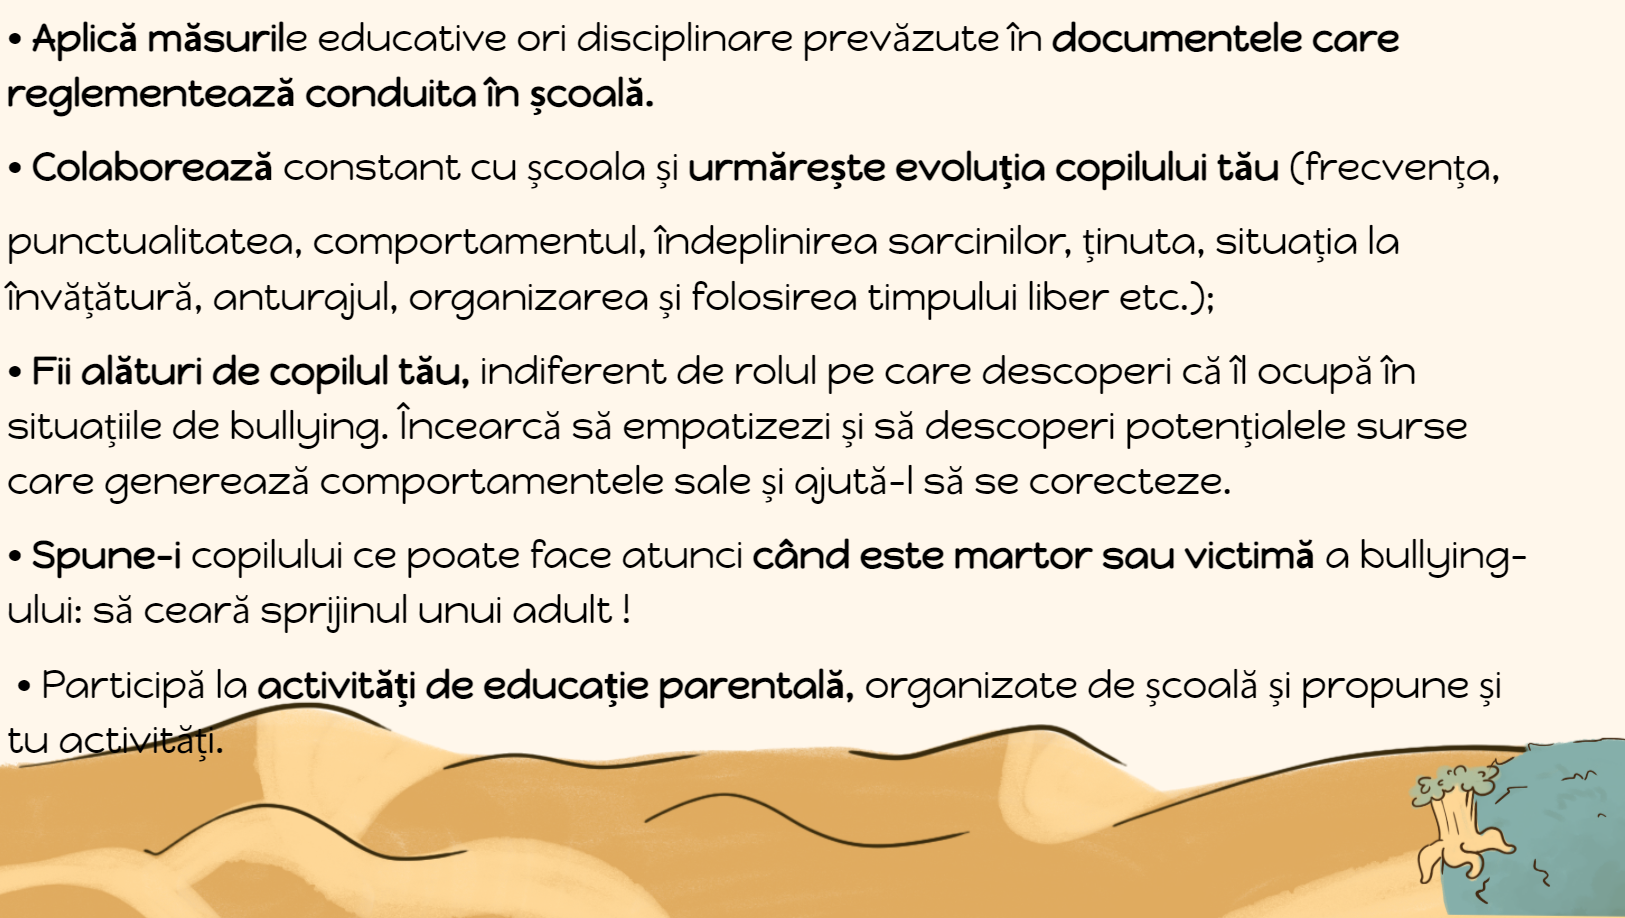 • Aplică măsurile educative ori disciplinare prevăzute în documentele care
reglementează conduita în școală.
• Colaborează constant cu școala și urmărește evoluția copilului tău (frecvența,
punctualitatea, comportamentul, îndeplinirea sarcinilor, ținuta, situația la
învățătură, anturajul, organizarea și folosirea timpului liber etc.);
• Fii alături de copilul tău, indiferent de rolul pe care descoperi că îl ocupă în
situațiile de bullying. Încearcă să empatizezi și să descoperi potențialele surse
care generează comportamentele sale și ajută-l să se corecteze.
• Spune-i copilului ce poate face atunci când este martor sau victimă a bullying-
ului: să ceară sprijinul unui adult !
• Participă la activități de educație parentală, organizate de școală și propune și
tu activități.